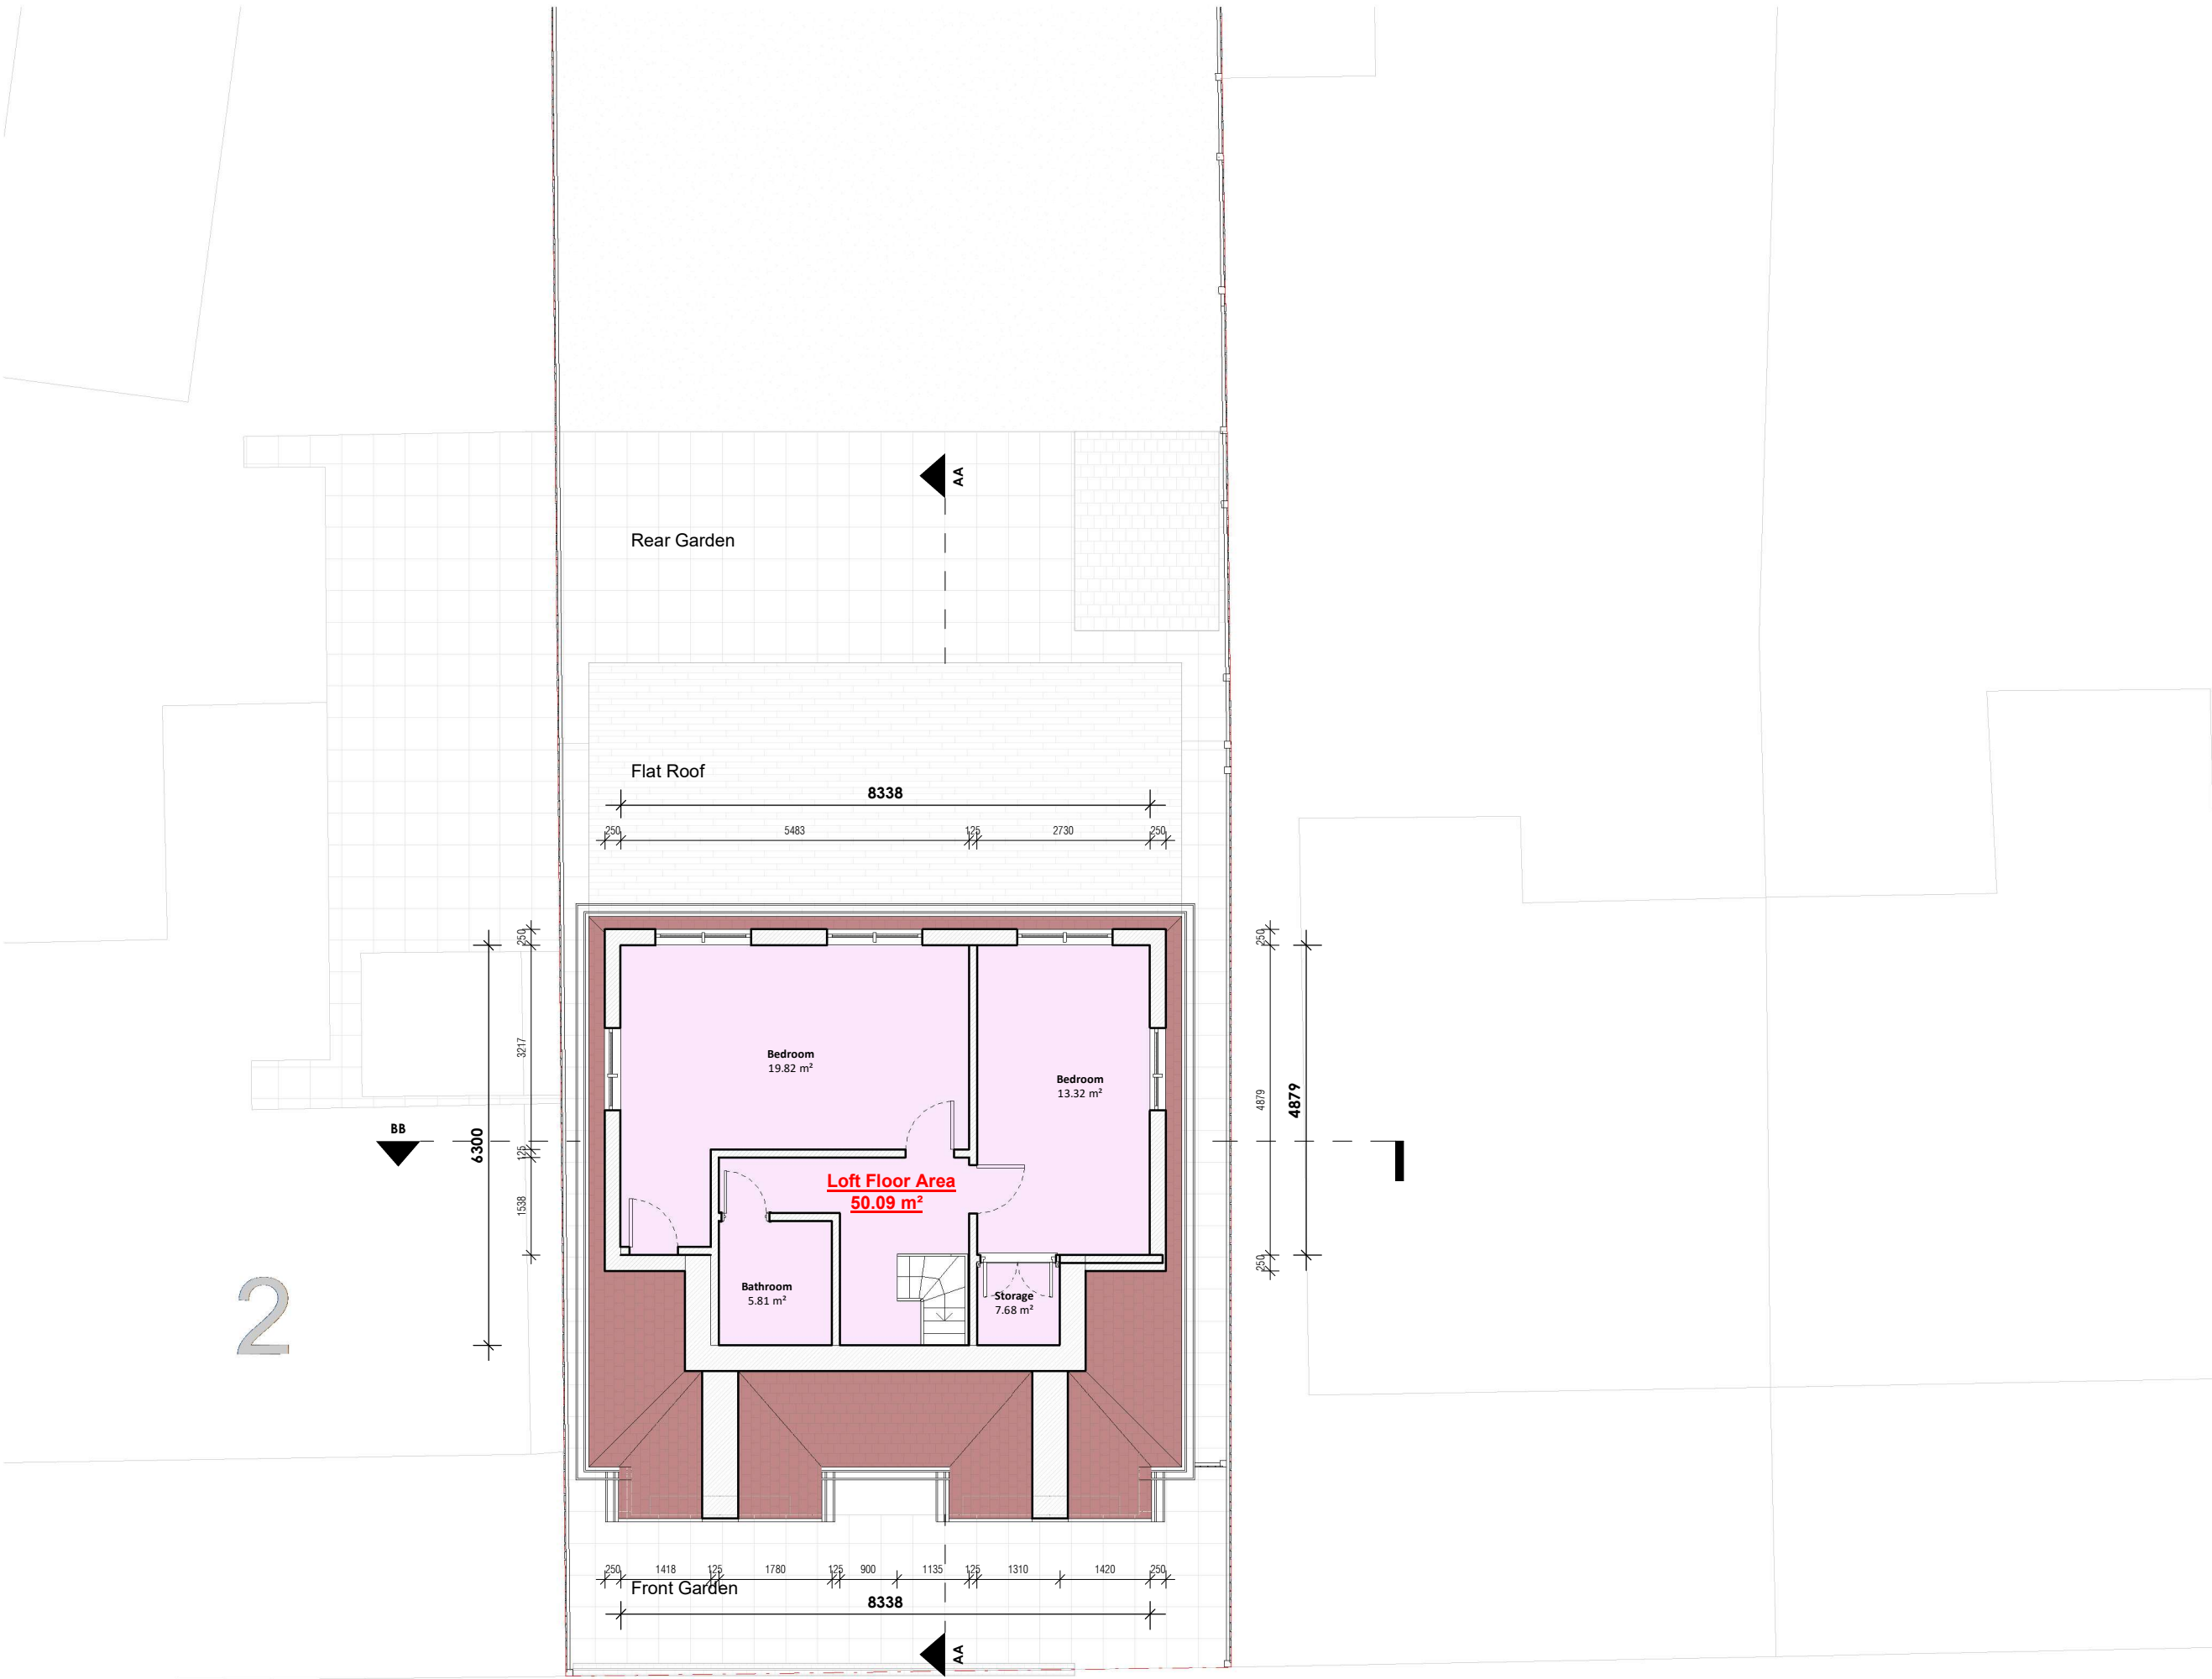 AA
Rear Garden
Flat Roof
8338
250 5483 125 2730 250
250
3217
125
1538
6300
250
4879
250
4879
Bedroom
19.82 m²
Bedroom
13.32 m²
BB
Loft Floor Area
50.09 m²
Bathroom
5.81 m²
Storage
7.68 m²
2
250 1418 125 1780 125 900 1135 125 1310 1420 250
Front Garden
8338
AA